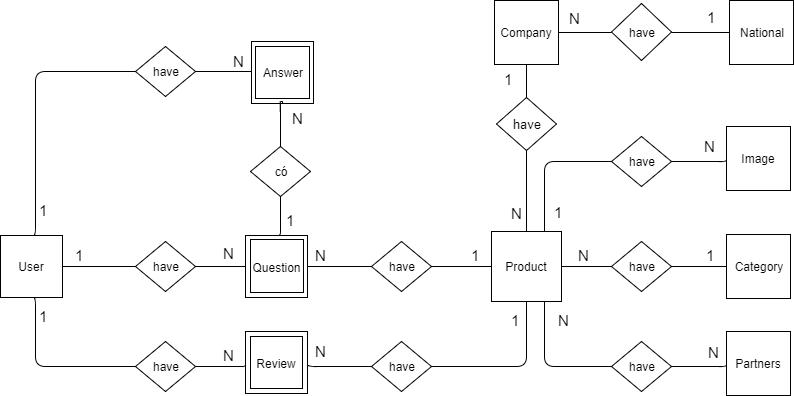 Company
N
have
1
National
have
N
Answer
1
N
have
có
N
have
N
Image
1
1
N
1
User
1
have
N
Question
N
have
1
Product
N
have
1
Category
1
1
N
have
N
Review
N
have
have
N
Partners